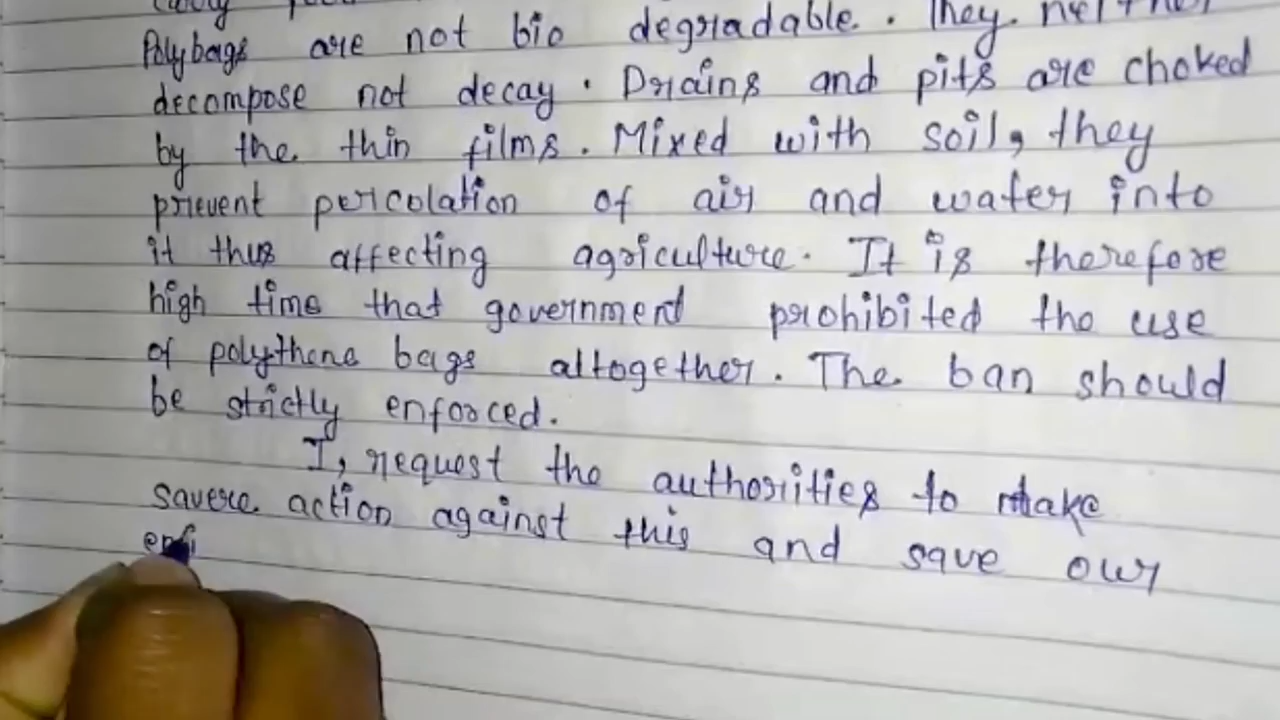 Polybags are not bio degradable. They neither
decompose not decay. Drains and pits are choked
by the thin films. Mixed with soil, they
prevent percolation of air and water into
it thus affecting agriculture. It is therefore
high time that government prohibited the use
of polythene bags altogether. The ban should
be strictly enforced.
I, request the authorities to make
savere action against this and save our